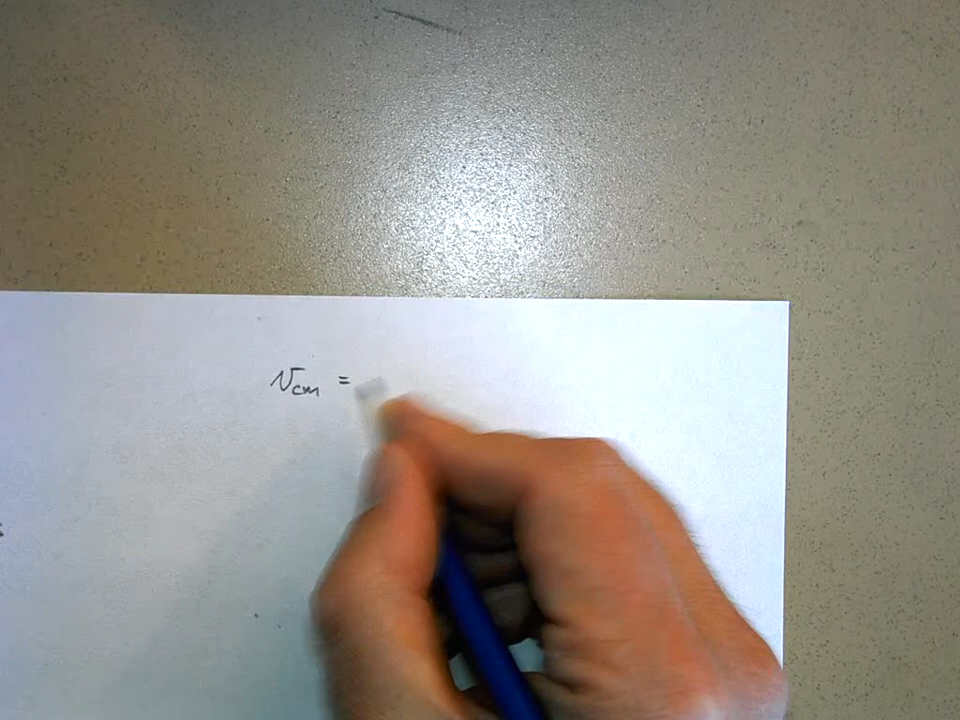 v_cm =